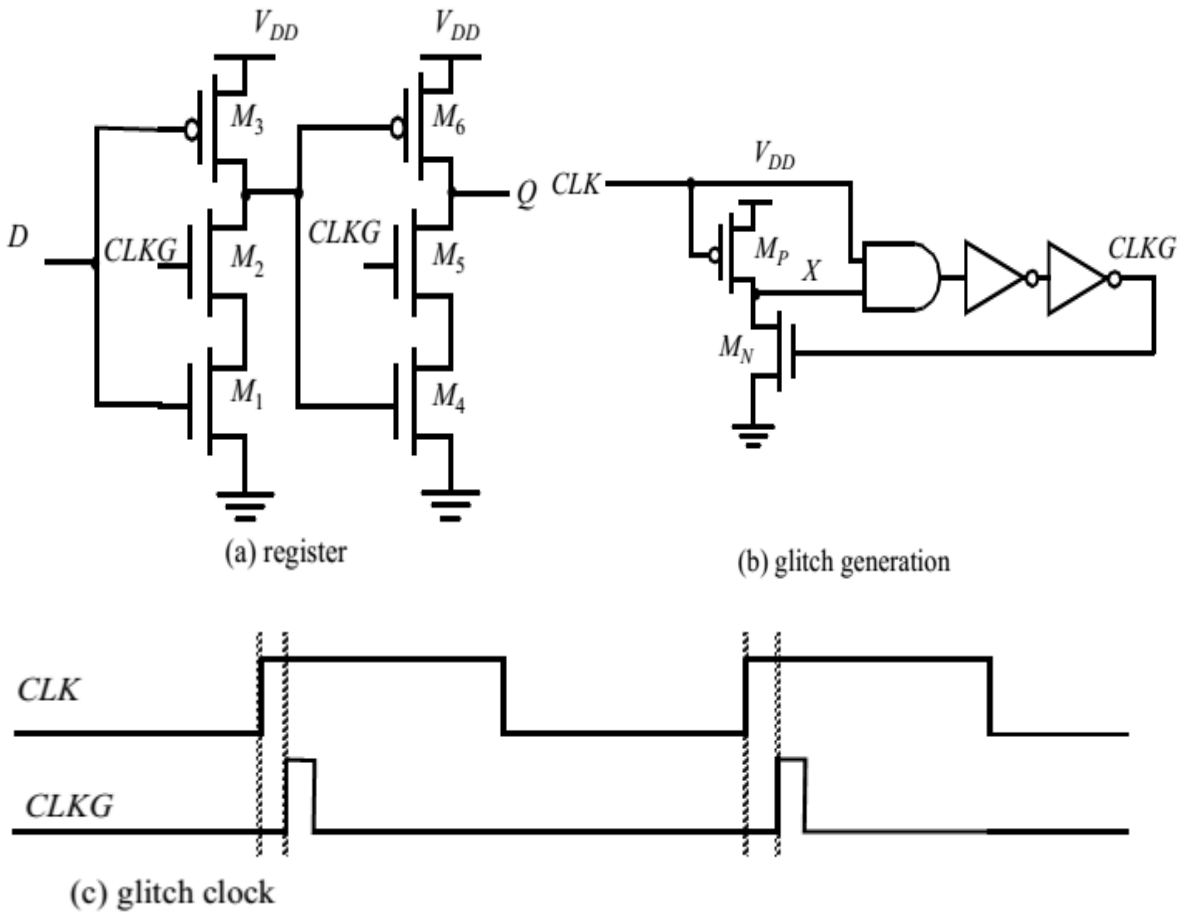 V_DD
V_DD
M_3
M_6
V_DD
Q
CLK
D
CLKG
M_2
CLKG
M_5
M_P
X
CLKG
M_N
M_1
M_4
(a) register
(b) glitch generation
CLK
CLKG
(c) glitch clock